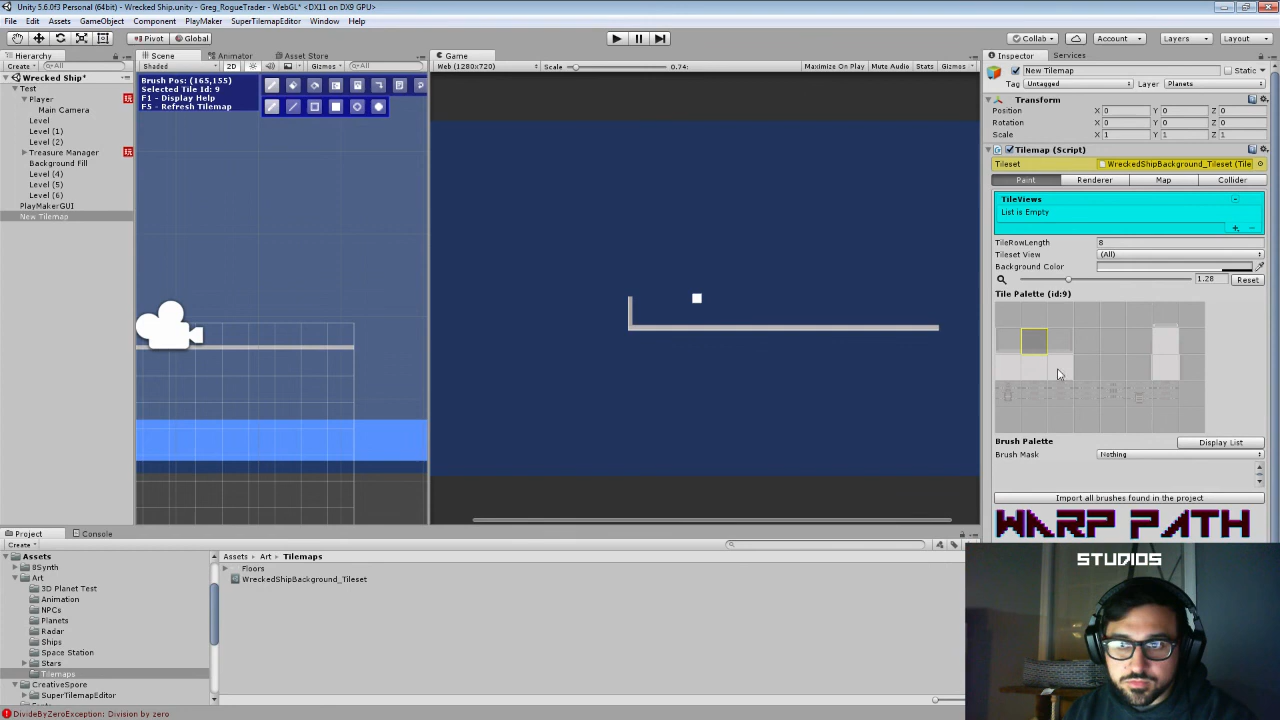 Unity 5.6.0f3 Personal (64bit) - Wrecked Ship.unity - Greg_RogueTrader - WebGL* <DX11 on DX9 GPU>
File Edit Assets GameObject Component PlayMaker SuperTilemapEditor Window Help
Pivot Global Collab Account Layers Layout
Hierarchy
Create All
Wrecked Ship*
Test
Player
Main Camera
Level
Level (1)
Level (2)
Treasure Manager
Background Fill
Level (4)
Level (5)
Level (6)
PlayMakerGUI
New Tilemap
Scene Animator Asset Store
Shaded 2D Gizmos All
Brush Pos: (165,155)
Selected Tile Id: 9
F1 - Display Help
F5 - Refresh Tilemap
Game
Web (1280x720) Scale 0.74: Maximize On Play Mute Audio Stats Gizmos
Inspector Services
New Tilemap Static
Tag Untagged Layer Planets
Transform
Position X 0 Y 0 Z 0
Rotation X 0 Y 0 Z 0
Scale X 1 Y 1 Z 1
Tilemap (Script)
Tileset WreckedShipBackground_Tileset (Tile
Paint Renderer Map Collider
TileViews
List is Empty
TileRowLength 8
Tileset View (All)
Background Color
1.28 Reset
Tile Palette (id:9)
Brush Palette Display List
Brush Mask Nothing
Import all brushes found in the project
WARP PATH
STUDIOS
Project Console
Create
Assets
8Synth
Art
3D Planet Test
Animation
NPCs
Planets
Radar
Ships
Space Station
Stars
Tilemaps
CreativeSpore
SuperTilemapEditor
Assets Art Tilemaps
Floors
WreckedShipBackground_Tileset
DivideByZeroException: Division by zero